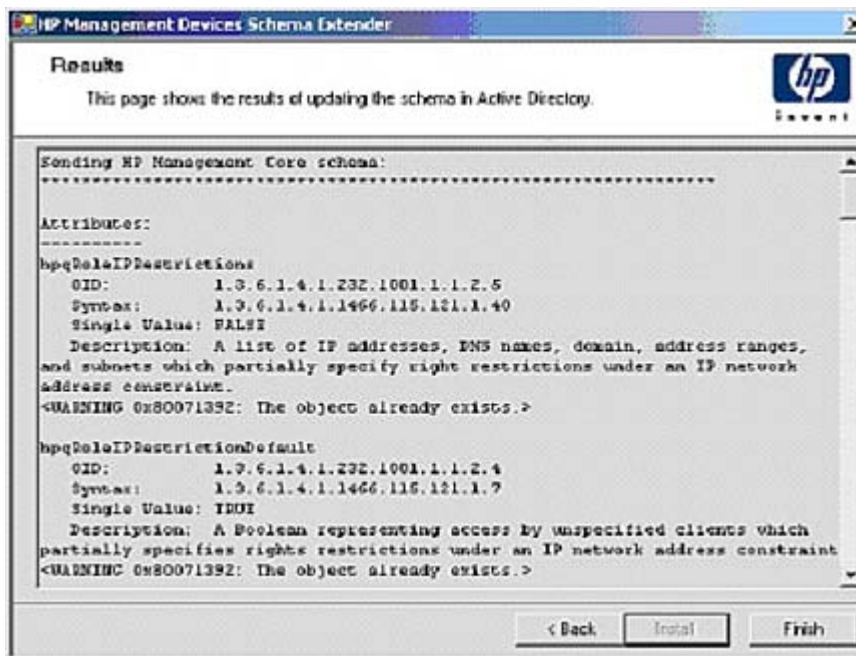 HP Management Devices Schema Extender
Results
This page shows the results of updating the schema in Active Directory.
hp
invent
Sending HP Management Core schema:
**********************************************************************
Attributes:
----------
hpqRoleIPRestrictions
OID: 1.3.6.1.4.1.232.1001.1.1.2.5
Syntax: 1.3.6.1.4.1.1466.115.121.1.40
Single Value: FALSE
Description: A list of IP addresses, DNS names, domain, address ranges,
and subnets which partially specify right restrictions under an IP network
address constraint.
<WARNING 0x80071392: The object already exists.>
hpqRoleIPRestrictionDefault
OID: 1.3.6.1.4.1.232.1001.1.1.2.4
Syntax: 1.3.6.1.4.1.1466.115.121.1.7
Single Value: TRUE
Description: A Boolean representing access by unspecified clients which
partially specifies rights restrictions under an IP network address constraint
<WARNING 0x80071392: The object already exists.>
< Back Install Finish